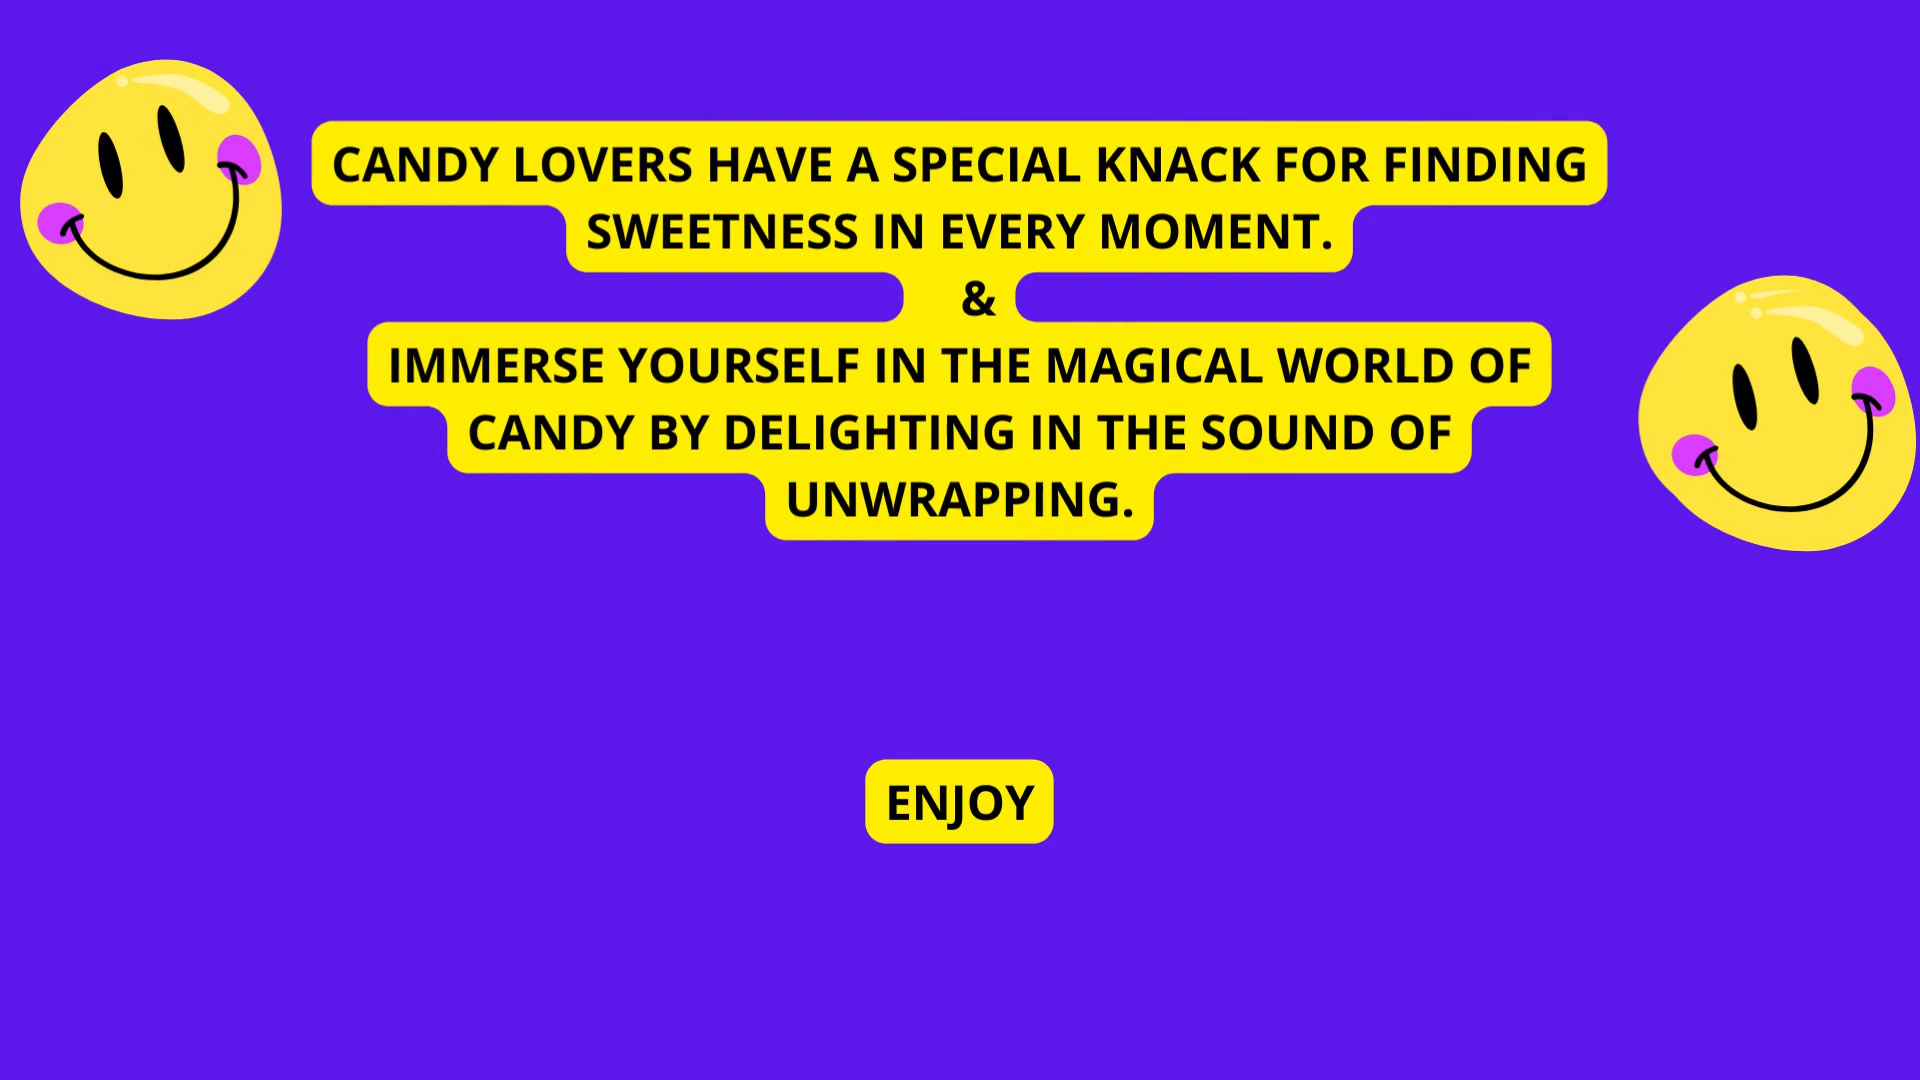 CANDY LOVERS HAVE A SPECIAL KNACK FOR FINDING
SWEETNESS IN EVERY MOMENT.
&
IMMERSE YOURSELF IN THE MAGICAL WORLD OF
CANDY BY DELIGHTING IN THE SOUND OF
UNWRAPPING.
ENJOY